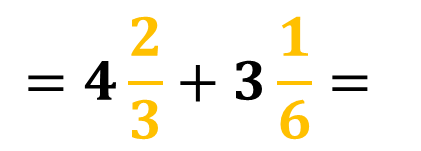 = 4 2/3 + 3 1/6 =